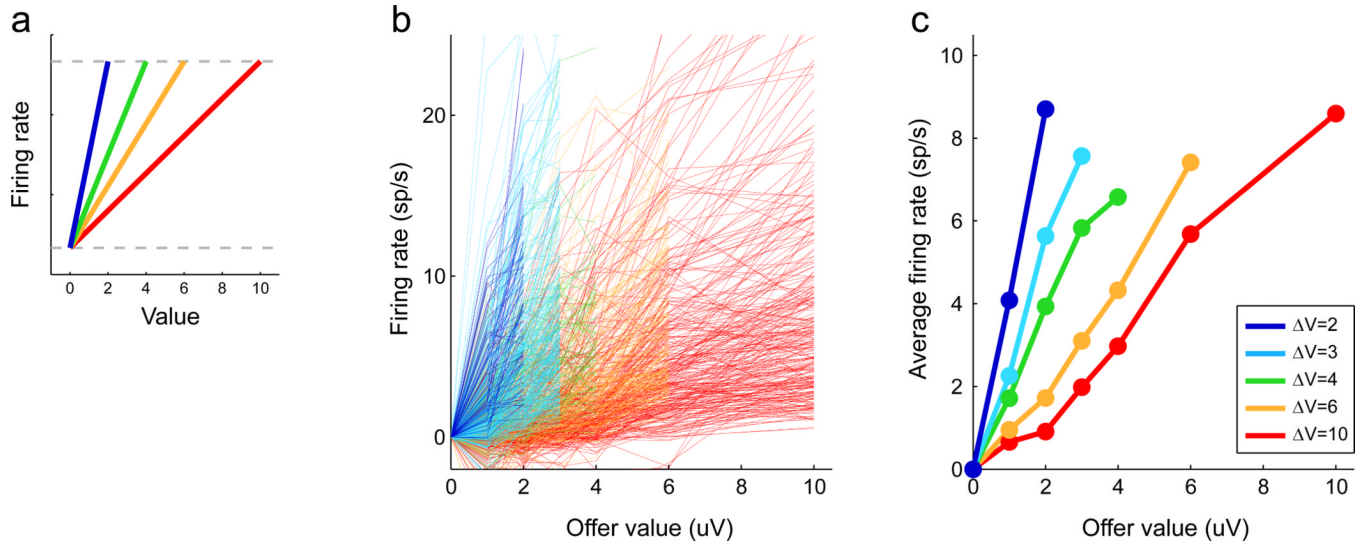 a
Firing rate
0 2 4 6 8 10
Value
b
Firing rate (sp/s)
20
10
0
0 2 4 6 8 10
Offer value (uV)
c
Average firing rate (sp/s)
10
8
6
4
2
0
0 2 4 6 8 10
Offer value (uV)
ΔV=2
ΔV=3
ΔV=4
ΔV=6
ΔV=10